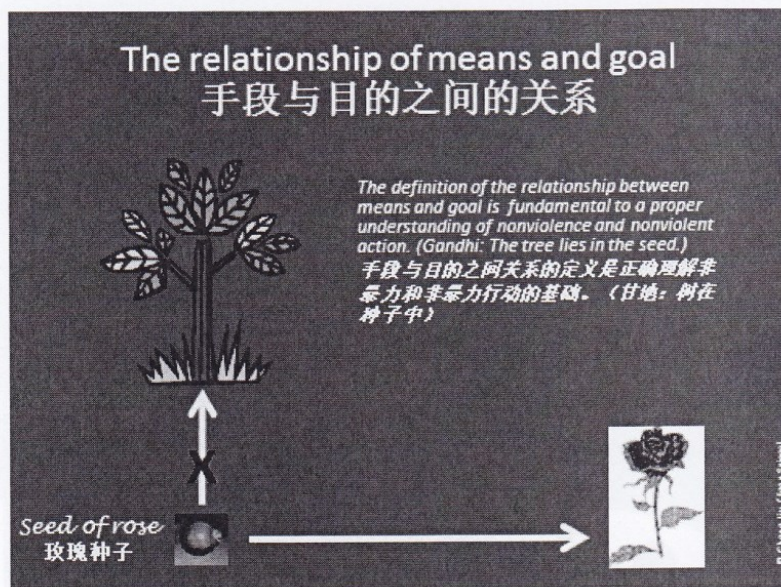 The relationship of means and goal
手段与目的之间的关系
The definition of the relationship between
means and goal is fundamental to a proper
understanding of nonviolence and nonviolent
action. (Gandhi: The tree lies in the seed.)
手段与目的之间关系的定义是正确理解非
暴力和非暴力行动的基础。（甘地：树在
种子中）
X
Seed of rose
玫瑰种子